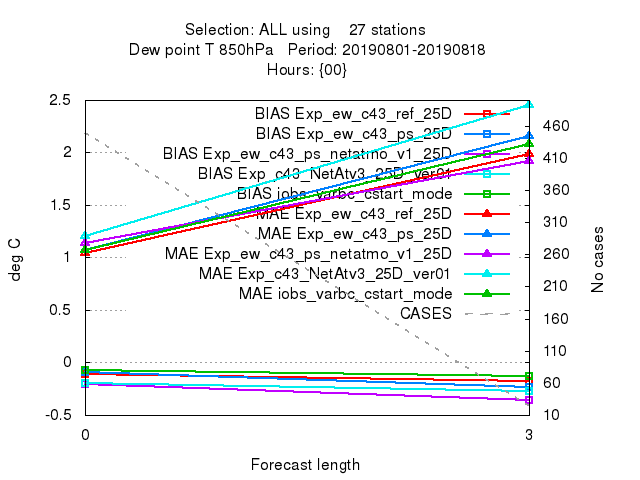 Selection: ALL using 27 stations
Dew point T 850hPa Period: 20190801-20190818
Hours: {00}
2.5
2
1.5
1
0.5
0
-0.5
deg C
BIAS Exp_ew_c43_ref_25D
BIAS Exp_ew_c43_ps_25D
BIAS Exp_ew_c43_ps_netatmo_v1_25D
BIAS Exp_c43_NetAtv3_25D_ver01
BIAS iobs_varbc_cstart_mode
MAE Exp_ew_c43_ref_25D
MAE Exp_ew_c43_ps_25D
MAE Exp_ew_c43_ps_netatmo_v1_25D
MAE Exp_c43_NetAtv3_25D_ver01
MAE iobs_varbc_cstart_mode
CASES
460
410
360
310
260
210
160
110
60
10
No cases
0
3
Forecast length